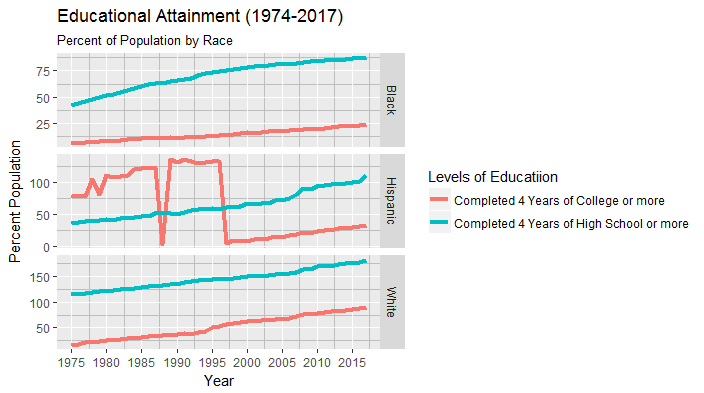 Educational Attainment (1974-2017)
Percent of Population by Race
75
50
25
Black
100
50
0
Hispanic
150
100
50
White
1975 1980 1985 1990 1995 2000 2005 2010 2015
Year
Percent Population
Levels of Education
Completed 4 Years of College or more
Completed 4 Years of High School or more